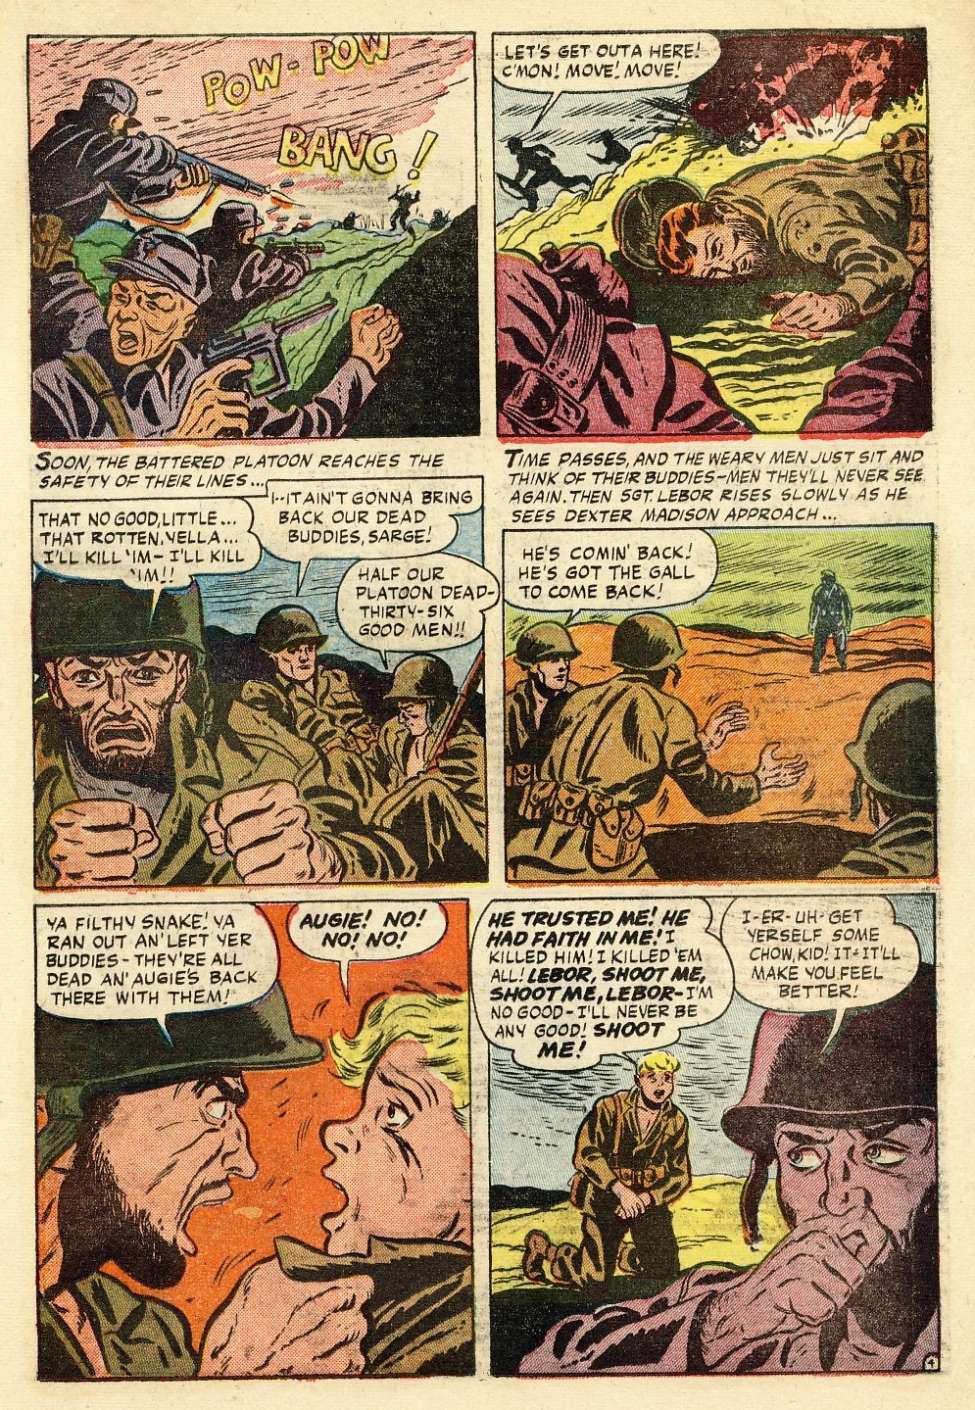 POW-POW
BANG!
LET'S GET OUTA HERE!
C'MON! MOVE! MOVE!
SOON, THE BATTERED PLATOON REACHES THE
SAFETY OF THEIR LINES...
THAT NO GOOD, LITTLE...
THAT ROTTEN, YELLA...
I'LL KILL 'IM-I'LL KILL
'IM!!
I--IT AIN'T GONNA BRING
BACK OUR DEAD
BUDDIES, SARGE!
HALF OUR
PLATOON DEAD-
THIRTY-SIX
GOOD MEN!!
TIME PASSES, AND THE WEARY MEN JUST SIT AND
THINK OF THEIR BUDDIES-MEN THEY'LL NEVER SEE
AGAIN. THEN SGT. LEBOR RISES SLOWLY AS HE
SEES DEXTER MADISON APPROACH...
HE'S COMIN' BACK!
HE'S GOT THE GALL
TO COME BACK!
YA FILTHY SNAKE! YA
RAN OUT AN' LEFT YER
BUDDIES-THEY'RE ALL
DEAD AN' AUGIE'S BACK
THERE WITH THEM!
AUGIE! NO!
NO! NO!
HE TRUSTED ME! HE
HAD FAITH IN ME! I
KILLED HIM! I KILLED 'EM
ALL! LEBOR, SHOOT ME,
SHOOT ME, LEBOR-I'M
NO GOOD-I'LL NEVER BE
ANY GOOD! SHOOT
ME!
I-ER-UH-GET
YERSELF SOME
CHOW, KID! IT-IT'LL
MAKE YOU FEEL
BETTER!
4